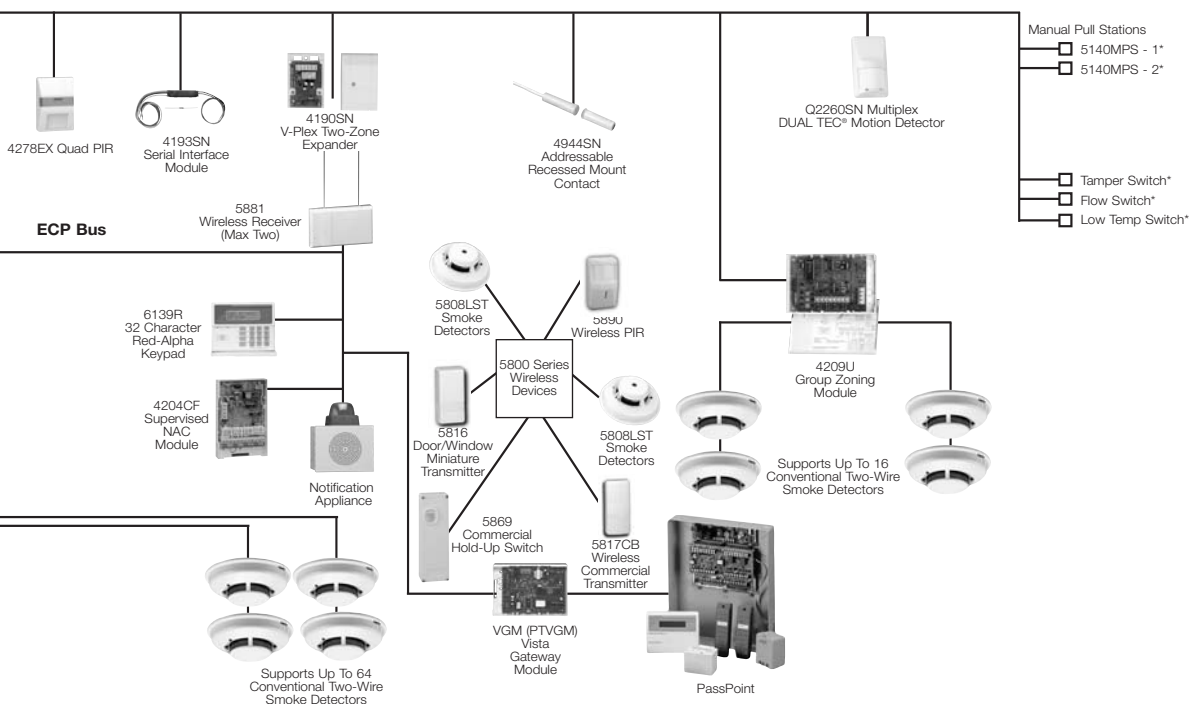 Manual Pull Stations
5140MPS - 1*
5140MPS - 2*
4278EX Quad PIR
4193SN
Serial Interface
Module
4190SN
V-Plex Two-Zone
Expander
4944SN
Addressable
Recessed Mount
Contact
Q2260SN Multiplex
DUAL TEC® Motion Detector
Tamper Switch*
Flow Switch*
Low Temp Switch*
ECP Bus
5881
Wireless Receiver
(Max Two)
6139R
32 Character
Red-Alpha
Keypad
4204CF
Supervised
NAC
Module
Notification
Appliance
5808LST
Smoke
Detectors
5890
Wireless PIR
5800 Series
Wireless
Devices
5816
Door/Window
Miniature
Transmitter
5808LST
Smoke
Detectors
5869
Commercial
Hold-Up Switch
5817CB
Wireless
Commercial
Transmitter
4209U
Group Zoning
Module
Supports Up To 16
Conventional Two-Wire
Smoke Detectors
VGM (PTVGM)
Vista
Gateway
Module
PassPoint
Supports Up To 64
Conventional Two-Wire
Smoke Detectors